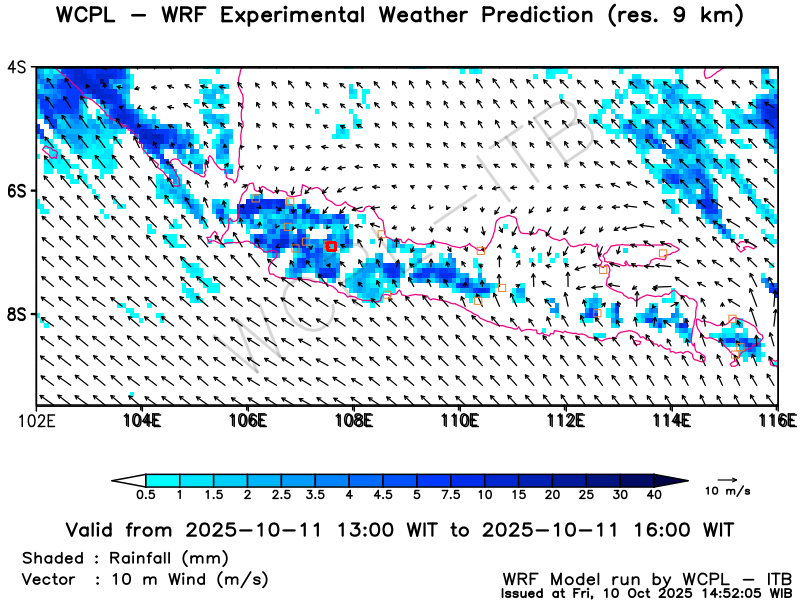 WCPL – WRF Experimental Weather Prediction (res. 9 km)
4S
6S
8S
102E 104E 106E 108E 110E 112E 114E 116E
WCPL – ITB
0.5 1 1.5 2 2.5 3.5 4 4.5 5 7.5 10 15 20 25 30 40
10 m/s
Valid from 2025–10–11 13:00 WIT to 2025–10–11 16:00 WIT
Shaded : Rainfall (mm)
Vector : 10 m Wind (m/s)
WRF Model run by WCPL – ITB
Issued at Fri, 10 Oct 2025 14:52:05 WIB